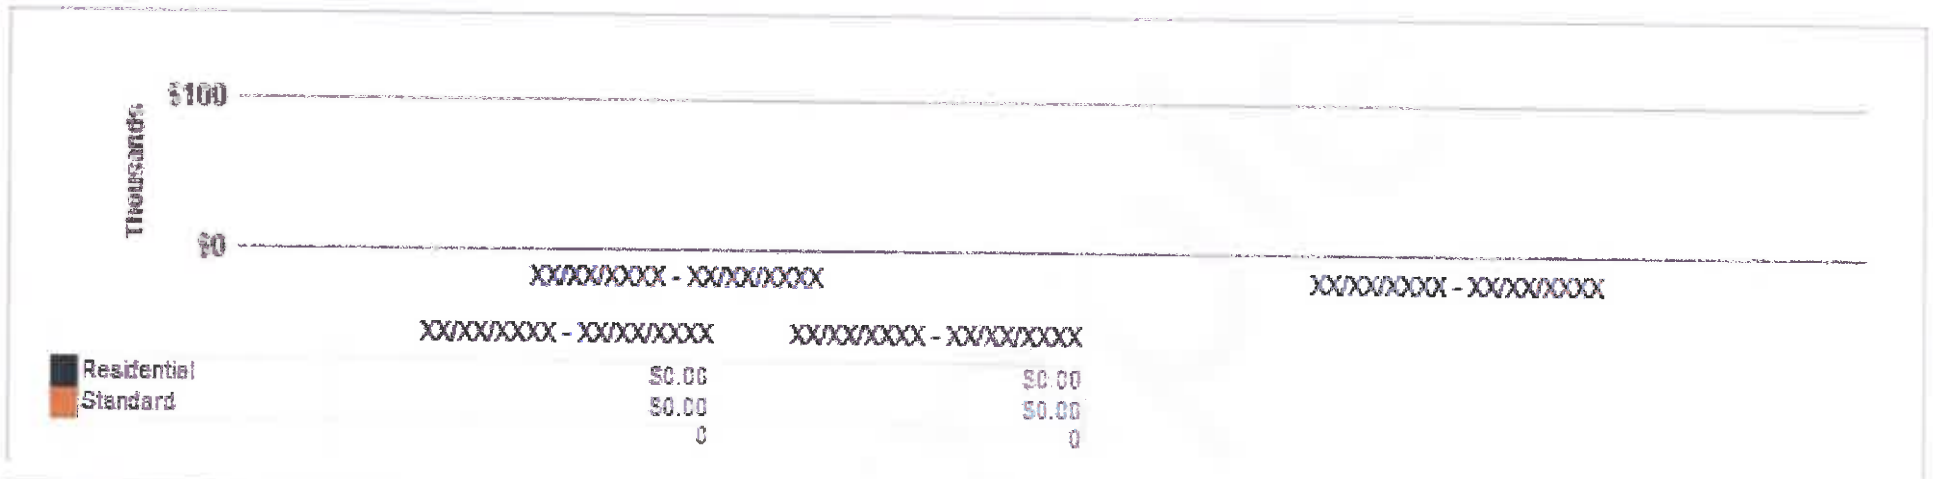 $100
Thousands
$0
XX/XX/XXXX - XX/XX/XXXX XX/XX/XXXX - XX/XX/XXXX
XX/XX/XXXX - XX/XX/XXXX XX/XX/XXXX - XX/XX/XXXX
Residential $0.00 $0.00
Standard $0.00 $0.00
0 0